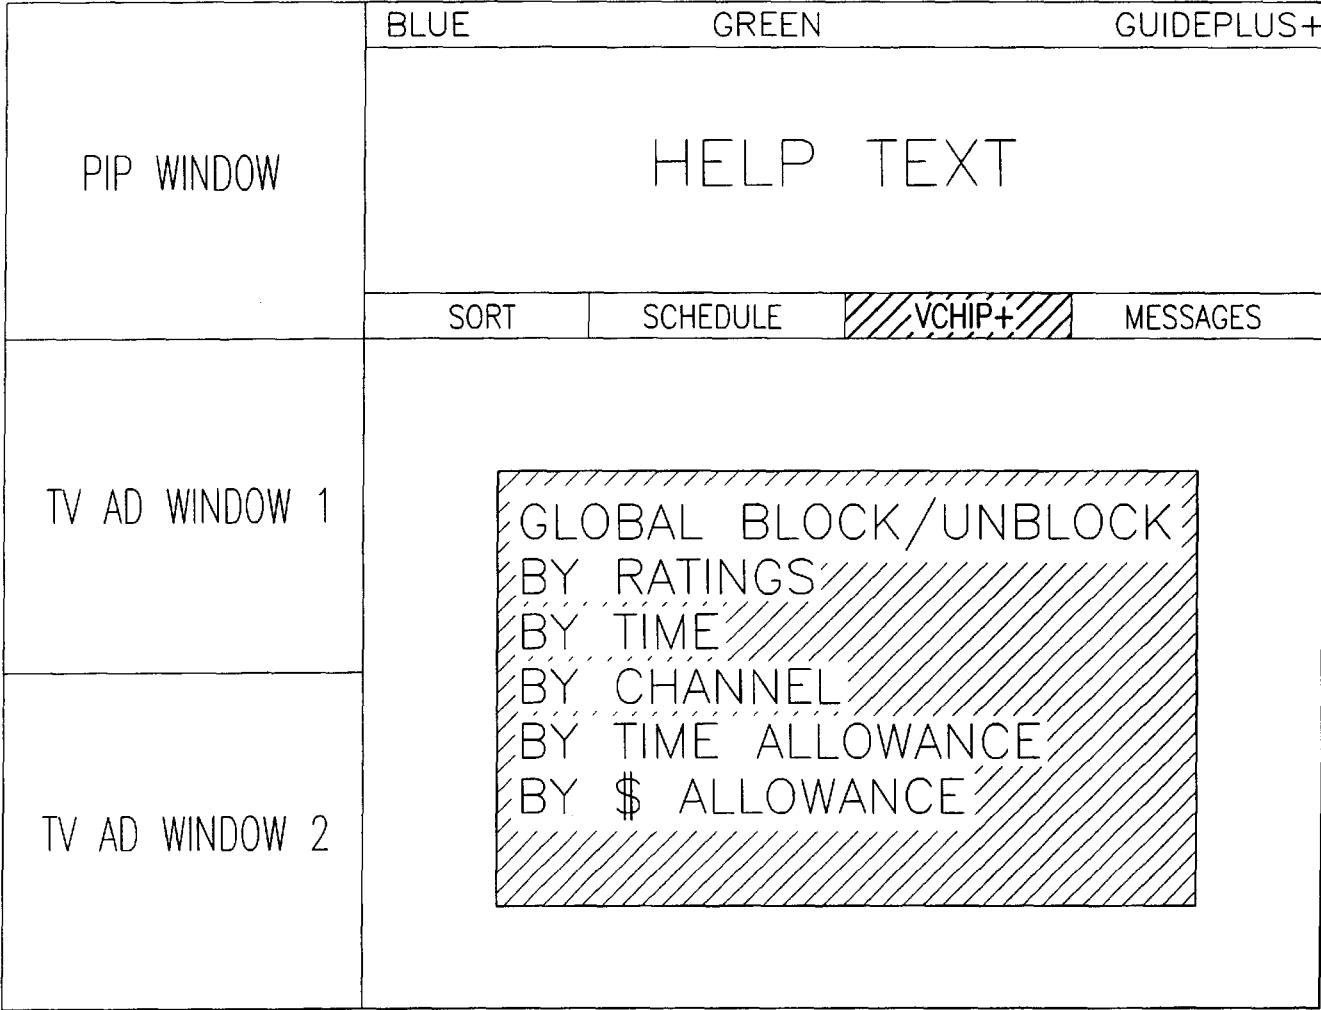 BLUE GREEN GUIDEPLUS+
PIP WINDOW
HELP TEXT
SORT SCHEDULE VCHIP+ MESSAGES
TV AD WINDOW 1
GLOBAL BLOCK/UNBLOCK
BY RATINGS
BY TIME
BY CHANNEL
BY TIME ALLOWANCE
BY $ ALLOWANCE
TV AD WINDOW 2